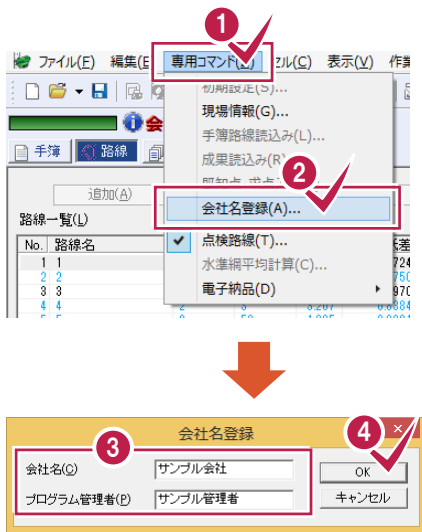 1
ファイル(F) 編集(E) 専用コマンド セル(C) 表示(V) 作業
初期設定(S)...
現場情報(G)...
手簿 路線
手簿路線読込み(L)...
成果読込み(R)
2
追加(A)
会社名登録(A)...
路線一覧(L)
点検路線(T)...
No. 路線名
水準網平均計算(C)...
電子納品(D)
1 1
2 2
3 3
4 4
会社名登録
4
3
会社名(C) サンプル会社 OK
プログラム管理者(P) サンプル管理者 キャンセル